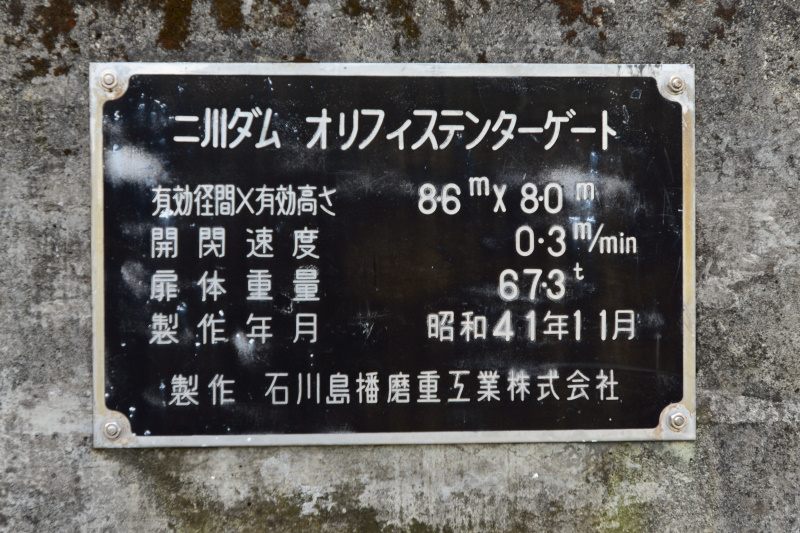 二川ダム オリフィステンターゲート
有効径間×有効高さ 8.6m×8.0m
開閉速度 0.3m/min
扉体重量 67.3t
製作年月 昭和41年11月
製作 石川島播磨重工業株式会社